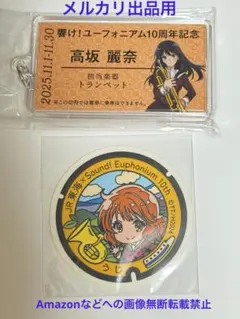 メルカリ出品用
2025.11.1-11.30
響け!ユーフォニアム10周年記念
高坂 麗奈
担当楽器
トランペット
JR東海×Sound! Euphonium 10th
うじ
Amazonなどへの画像無断転載禁止